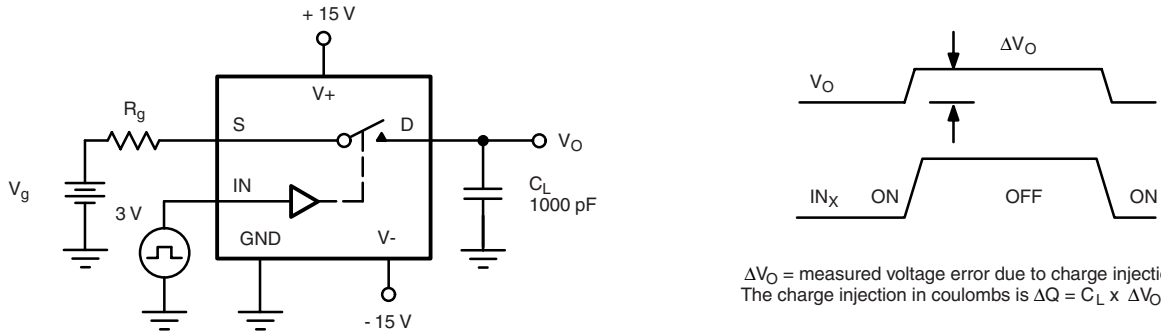 + 15 V
V+
Rg
S
D
VO
Vg
IN
CL
1000 pF
3 V
GND
V-
- 15 V
ΔVO
VO
INX
ON
OFF
ON
ΔVO = measured voltage error due to charge injecti
The charge injection in coulombs is ΔQ = CL x ΔVO